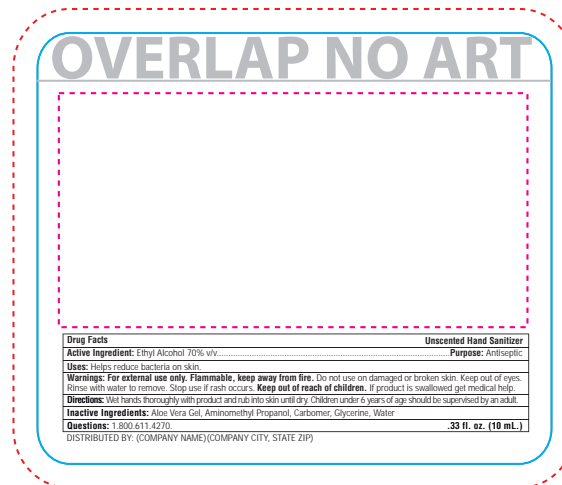 OVERLAP NO ART
Drug Facts Unscented Hand Sanitizer
Active Ingredient: Ethyl Alcohol 70% v/v....................Purpose: Antiseptic
Uses: Helps reduce bacteria on skin.
Warnings: For external use only. Flammable, keep away from fire. Do not use on damaged or broken skin. Keep out of eyes.
Rinse with water to remove. Stop use if rash occurs. Keep out of reach of children. If product is swallowed get medical help.
Directions: Wet hands thoroughly with product and rub into skin until dry. Children under 6 years of age should be supervised by an adult.
Inactive Ingredients: Aloe Vera Gel, Aminomethyl Propanol, Carbomer, Glycerine, Water
Questions: 1.800.611.4270. .33 fl. oz. (10 mL.)
DISTRIBUTED BY: (COMPANY NAME)(COMPANY CITY, STATE ZIP)